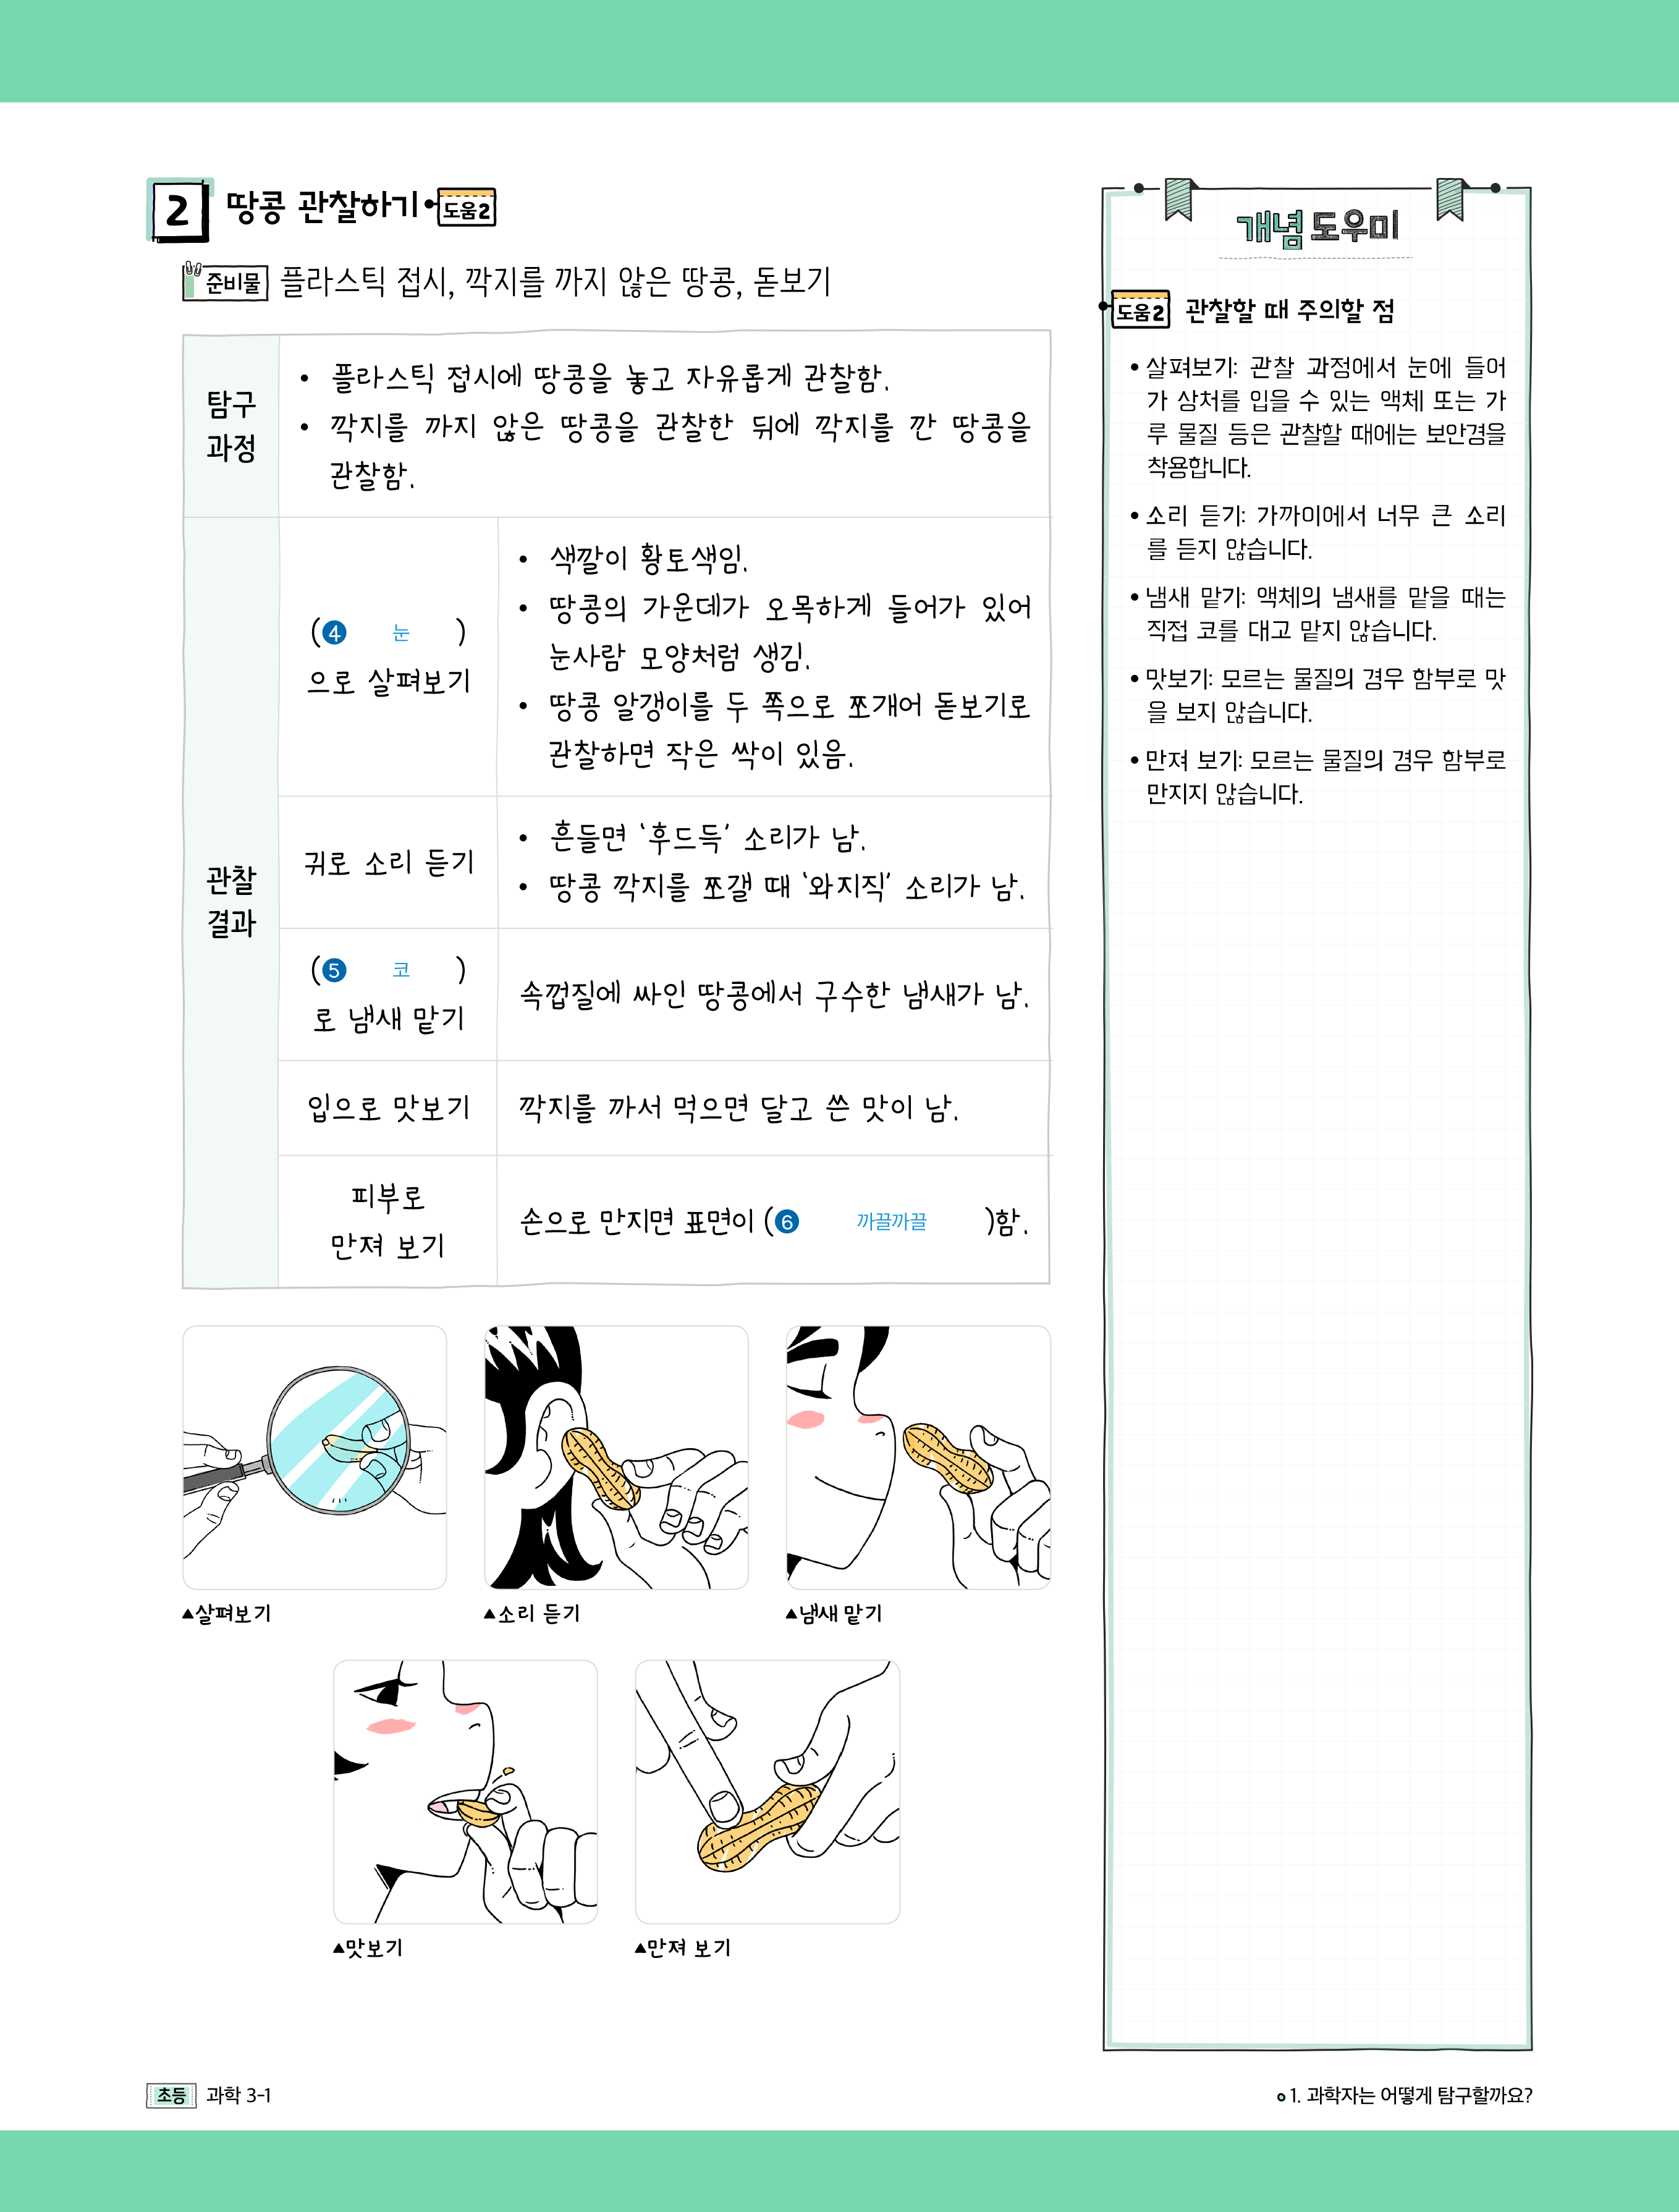 2 땅콩 관찰하기 도움2
준비물 플라스틱 접시, 깍지를 까지 않은 땅콩, 돋보기
탐구
과정
• 플라스틱 접시에 땅콩을 놓고 자유롭게 관찰함.
• 깍지를 까지 않은 땅콩을 관찰한 뒤에 깍지를 깐 땅콩을
관찰함.
관찰
결과
(4 눈 )
으로 살펴보기
• 색깔이 황토색임.
• 땅콩의 가운데가 오목하게 들어가 있어
눈사람 모양처럼 생김.
• 땅콩 알갱이를 두 쪽으로 쪼개어 돋보기로
관찰하면 작은 싹이 있음.
귀로 소리 듣기
• 흔들면 ‘후드득’ 소리가 남.
• 땅콩 깍지를 쪼갤 때 ‘와지직’ 소리가 남.
(5 코 )
로 냄새 맡기
속껍질에 싸인 땅콩에서 구수한 냄새가 남.
입으로 맛보기
깍지를 까서 먹으면 달고 쓴 맛이 남.
피부로
만져 보기
손으로 만지면 표면이 (6 까끌까끌 )함.
▲살펴보기
▲소리 듣기
▲냄새 맡기
▲맛보기
▲만져 보기
개념 도우미
도움2 관찰할 때 주의할 점
• 살펴보기: 관찰 과정에서 눈에 들어
가 상처를 입을 수 있는 액체 또는 가
루 물질 등은 관찰할 때에는 보안경을
착용합니다.
• 소리 듣기: 가까이에서 너무 큰 소리
를 듣지 않습니다.
• 냄새 맡기: 액체의 냄새를 맡을 때는
직접 코를 대고 맡지 않습니다.
• 맛보기: 모르는 물질의 경우 함부로 맛
을 보지 않습니다.
• 만져 보기: 모르는 물질의 경우 함부로
만지지 않습니다.
초등 과학 3-1
1. 과학자는 어떻게 탐구할까요?